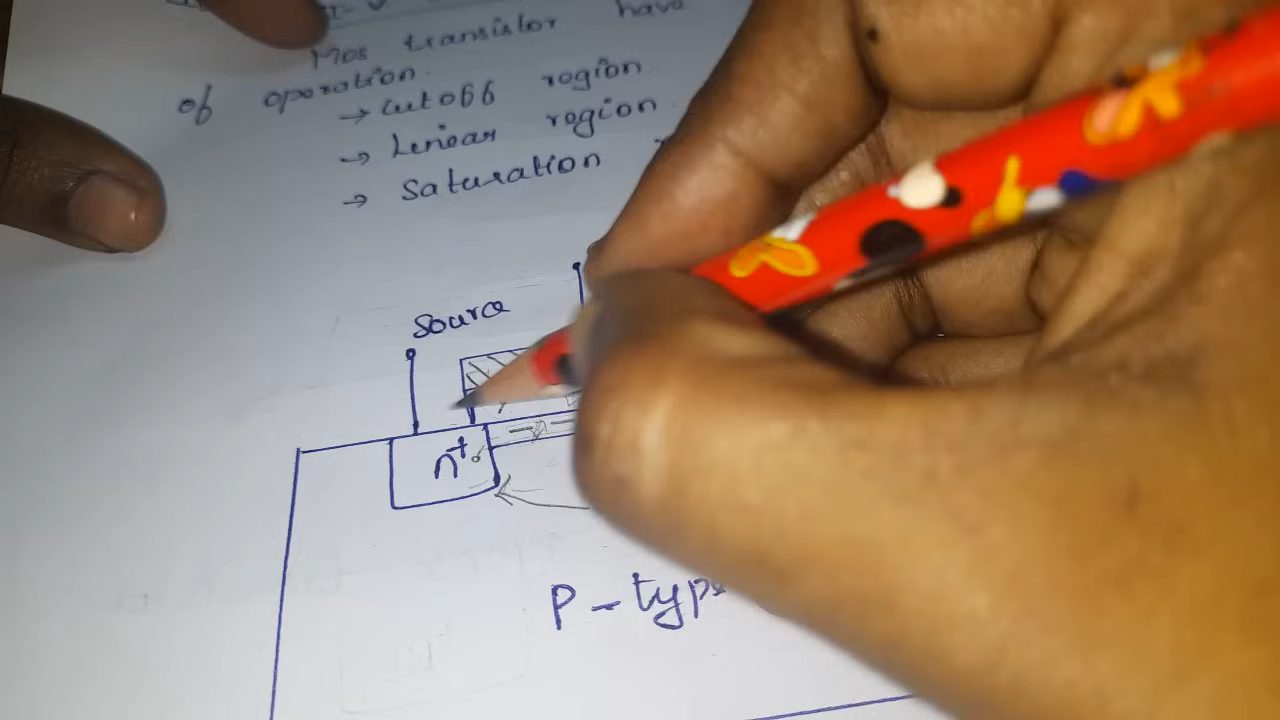 Mos transistor have
of operation.
→ Cutoff region
→ Linear region
→ Saturation
Source
n+
P-type